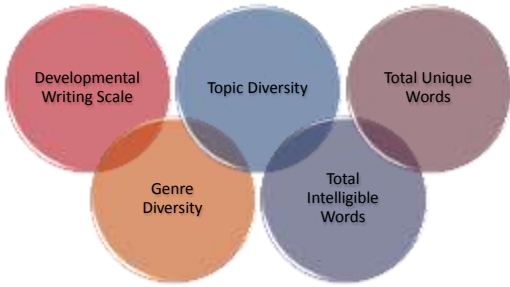 Developmental
Writing Scale
Topic Diversity
Total Unique
Words
Genre
Diversity
Total
Intelligible
Words